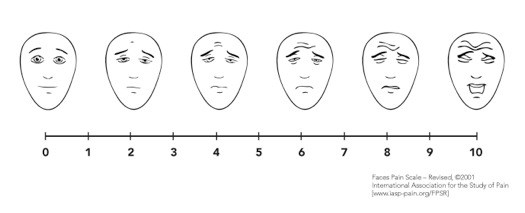 0 1 2 3 4 5 6 7 8 9 10
Faces Pain Scale – Revised, ©2001
International Association for the Study of Pain
[www.iasp-pain.org/FPSR]